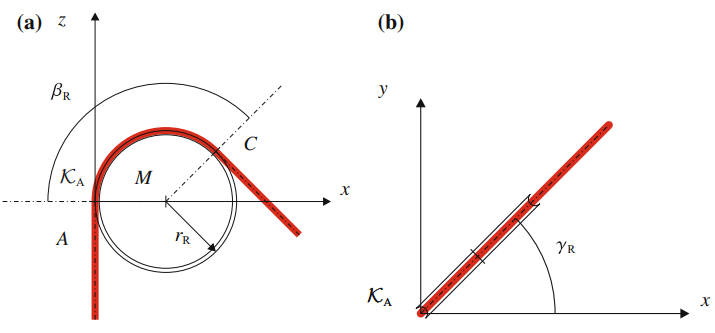 (a)
z
β_R
𝒦_A
M
C
x
A
r_R
(b)
y
γ_R
𝒦_A
x